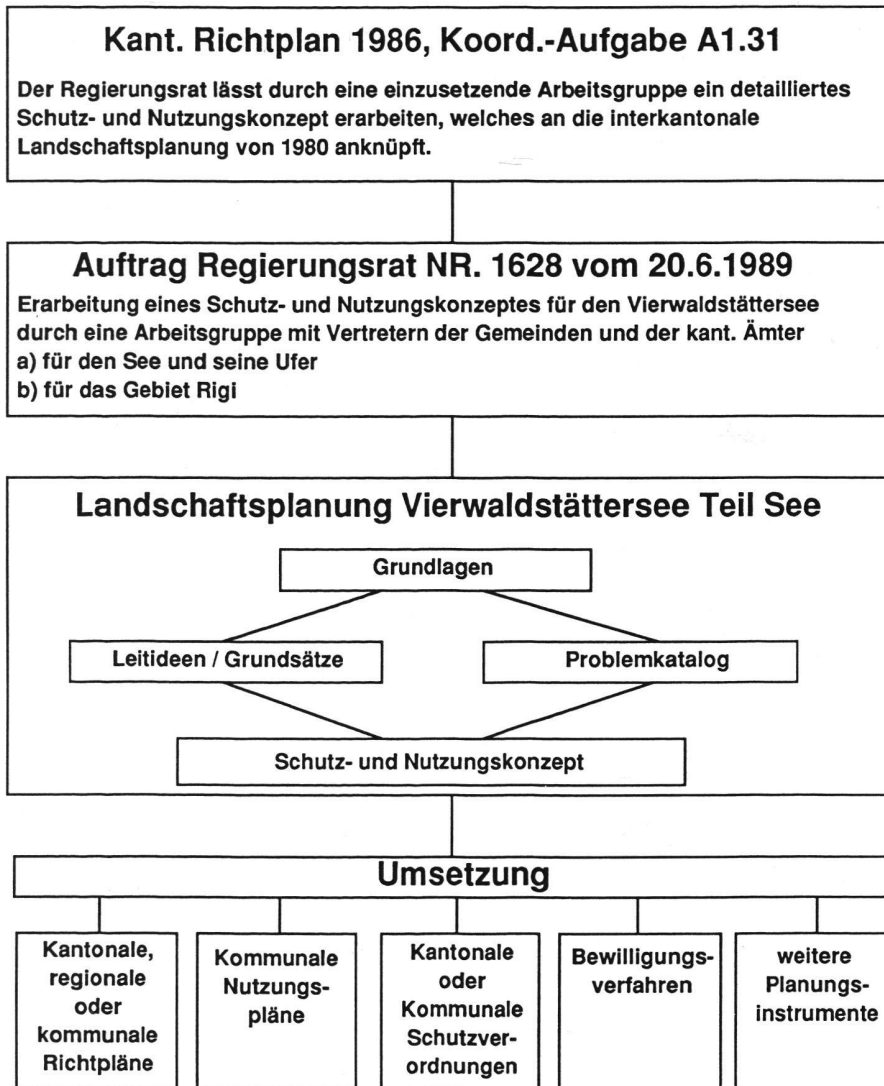 Kant. Richtplan 1986, Koord.-Aufgabe A1.31
Der Regierungsrat lässt durch eine einzusetzende Arbeitsgruppe ein detailliertes
Schutz- und Nutzungskonzept erarbeiten, welches an die interkantonale
Landschaftsplanung von 1980 anknüpft.
Auftrag Regierungsrat NR. 1628 vom 20.6.1989
Erarbeitung eines Schutz- und Nutzungskonzeptes für den Vierwaldstättersee
durch eine Arbeitsgruppe mit Vertretern der Gemeinden und der kant. Ämter
a) für den See und seine Ufer
b) für das Gebiet Rigi
Landschaftsplanung Vierwaldstättersee Teil See
Grundlagen
Leitideen / Grundsätze
Problemkatalog
Schutz- und Nutzungskonzept
Umsetzung
Kantonale,
regionale
oder
kommunale
Richtpläne
Kommunale
Nutzungs-
pläne
Kantonale
oder
Kommunale
Schutzver-
ordnungen
Bewilligungs-
verfahren
weitere
Planungs-
instrumente